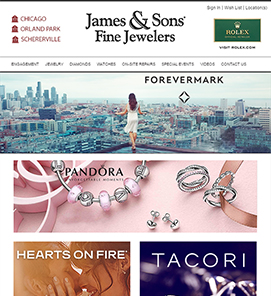 Sign In | Wish List | Location(s)
CHICAGO
ORLAND PARK
SCHERERVILLE
James & Sons
Fine Jewelers
ROLEX
VISIT ROLEX.COM
ENGAGEMENT JEWELRY DIAMONDS WATCHES ON-SITE REPAIRS SPECIAL EVENTS VIDEOS CONTACT US
FOREVERMARK
PANDORA
UNFORGETTABLE MOMENTS
HEARTS ON FIRE
TACORI